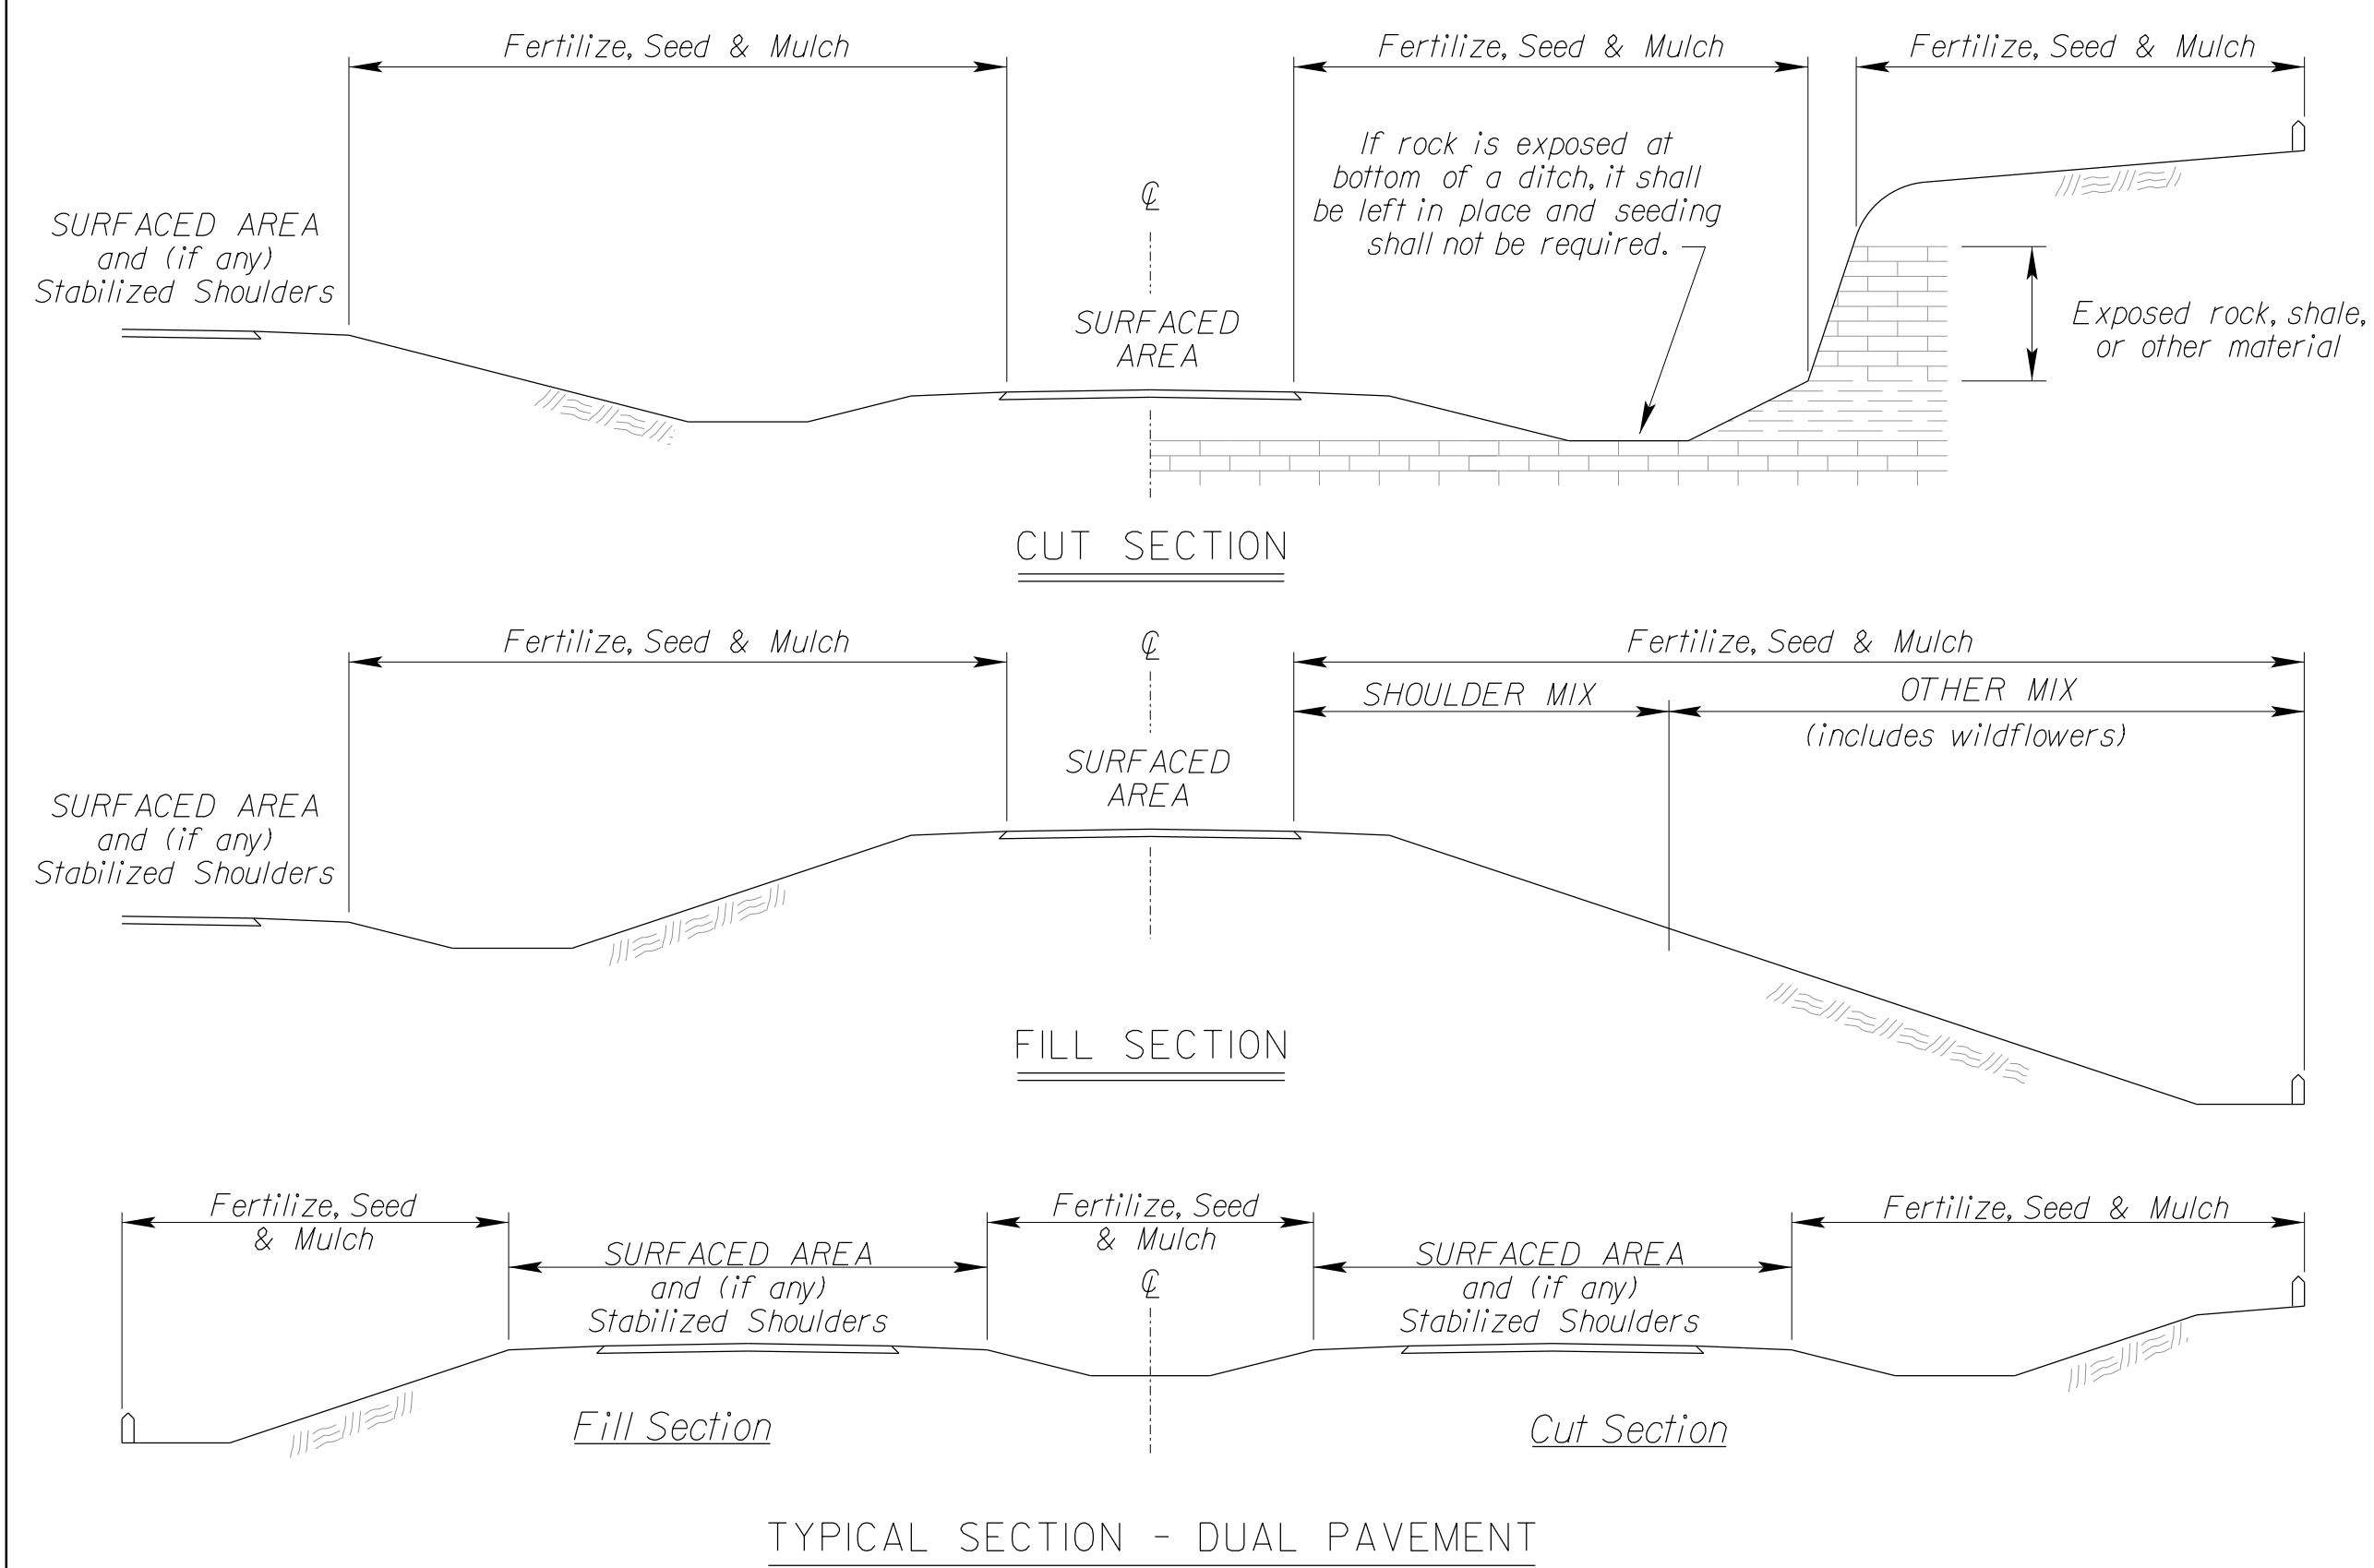 Fertilize, Seed & Mulch
Fertilize, Seed & Mulch
Fertilize, Seed & Mulch
If rock is exposed at
bottom of a ditch, it shall
be left in place and seeding
shall not be required.
℄
SURFACED AREA
and (if any)
Stabilized Shoulders
SURFACED
AREA
Exposed rock, shale,
or other material
CUT SECTION
Fertilize, Seed & Mulch
℄
Fertilize, Seed & Mulch
SHOULDER MIX
OTHER MIX
(includes wildflowers)
SURFACED
AREA
SURFACED AREA
and (if any)
Stabilized Shoulders
FILL SECTION
Fertilize, Seed
& Mulch
SURFACED AREA
and (if any)
Stabilized Shoulders
Fertilize, Seed
& Mulch
℄
SURFACED AREA
and (if any)
Stabilized Shoulders
Fertilize, Seed & Mulch
Fill Section
Cut Section
TYPICAL SECTION - DUAL PAVEMENT